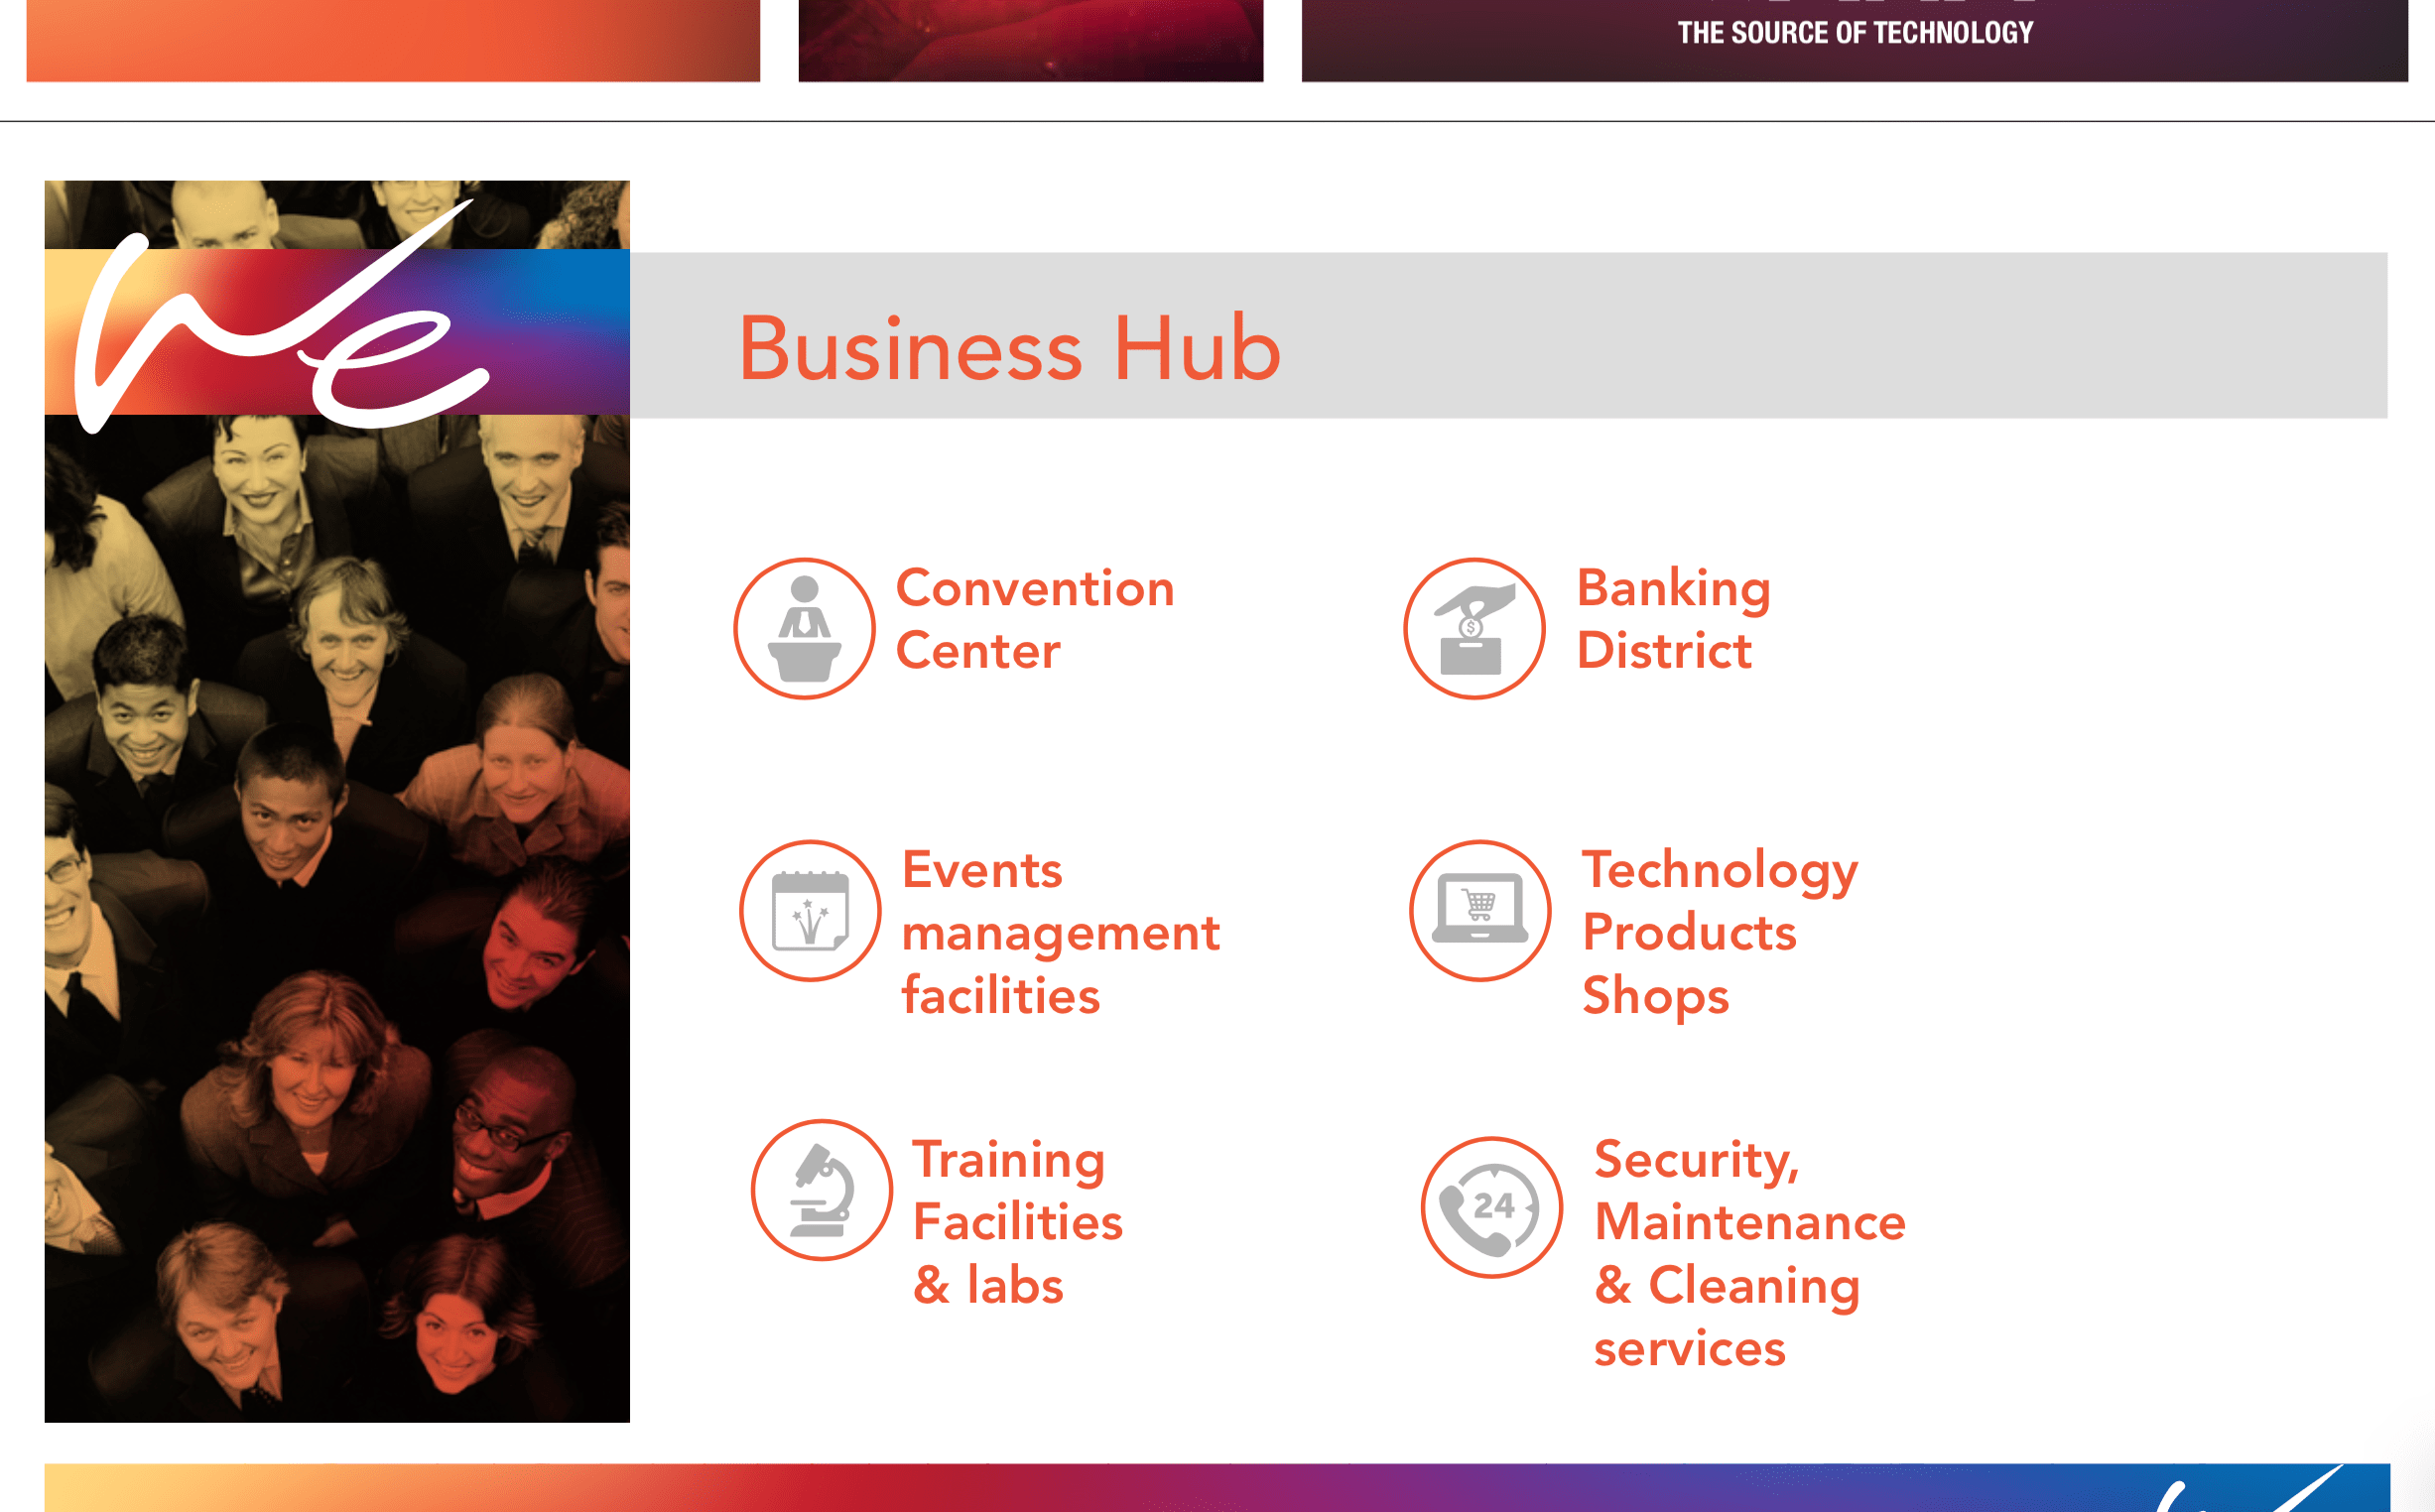 THE SOURCE OF TECHNOLOGY
We
Business Hub
Convention
Center
Banking
District
Events
management
facilities
Technology
Products
Shops
Training
Facilities
& labs
$
24
Security,
Maintenance
& Cleaning
services